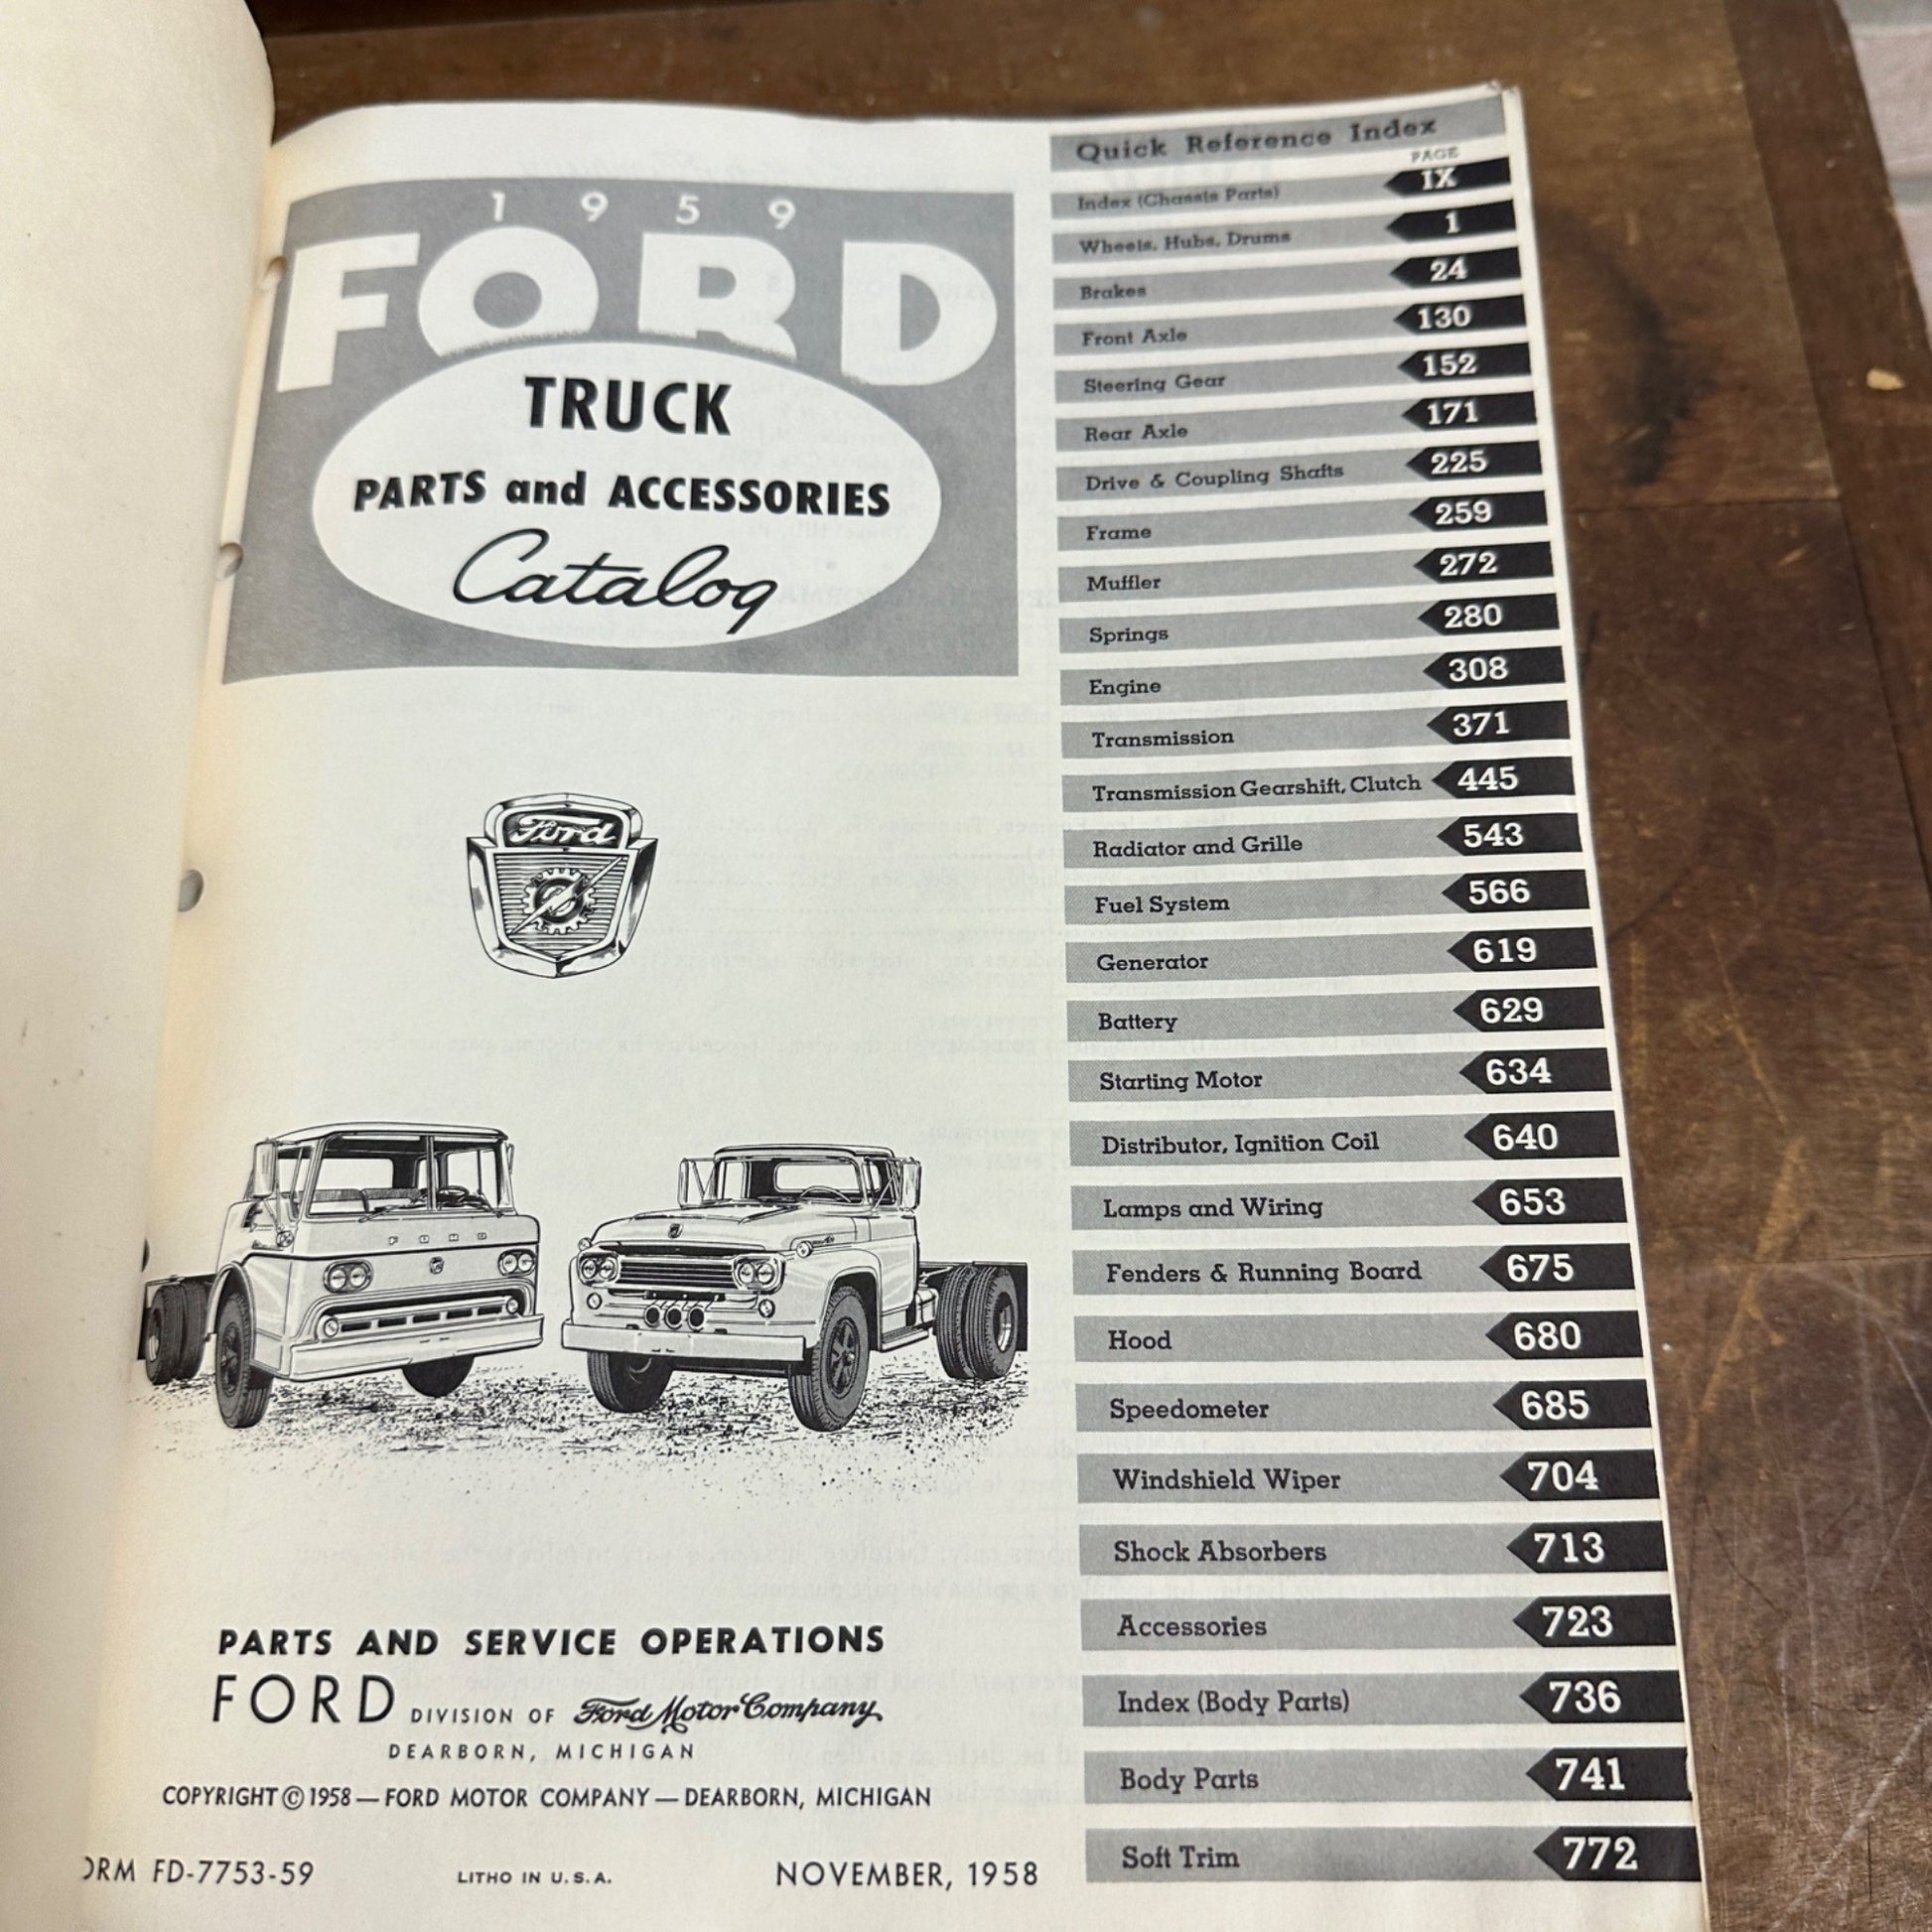 1959
FORD
TRUCK
PARTS and ACCESSORIES
Catalog
Ford
FORD
PARTS AND SERVICE OPERATIONS
FORD DIVISION OF Ford Motor Company
DEARBORN, MICHIGAN
COPYRIGHT © 1958 — FORD MOTOR COMPANY — DEARBORN, MICHIGAN
ORM FD-7753-59 LITHO IN U.S.A. NOVEMBER, 1958
Quick Reference Index
PAGE
Index (Chassis Parts) IX
Wheels, Hubs, Drums 1
Brakes 24
Front Axle 130
Steering Gear 152
Rear Axle 171
Drive & Coupling Shafts 225
Frame 259
Muffler 272
Springs 280
Engine 308
Transmission 371
Transmission Gearshift, Clutch 445
Radiator and Grille 543
Fuel System 566
Generator 619
Battery 629
Starting Motor 634
Distributor, Ignition Coil 640
Lamps and Wiring 653
Fenders & Running Board 675
Hood 680
Speedometer 685
Windshield Wiper 704
Shock Absorbers 713
Accessories 723
Index (Body Parts) 736
Body Parts 741
Soft Trim 772